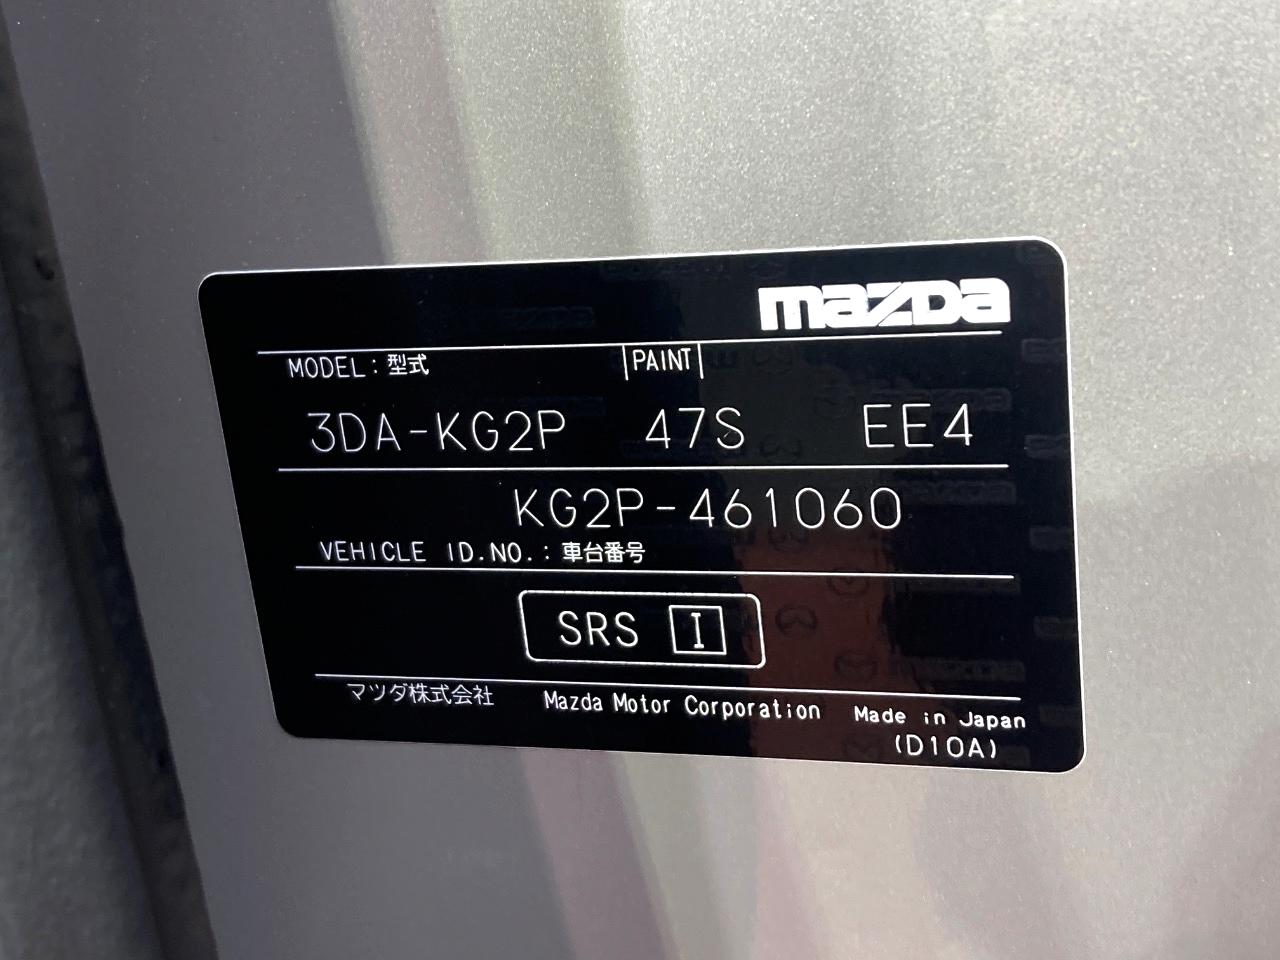 mazda
MODEL : 型式 PAINT
3DA-KG2P 47S EE4
KG2P-461060
VEHICLE ID.NO. : 車台番号
SRS I
マツダ株式会社 Mazda Motor Corporation Made in Japan
(D10A)